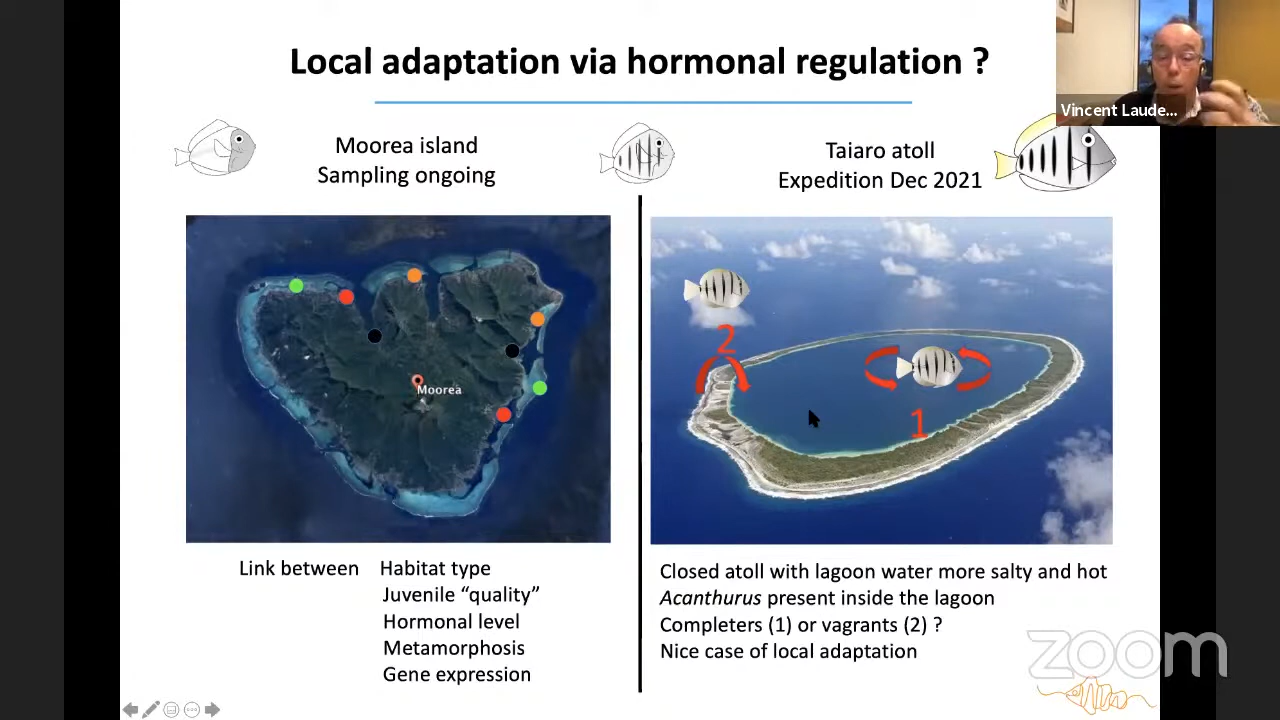 Local adaptation via hormonal regulation ?
Vincent Laude...
Moorea island
Sampling ongoing
Taiaro atoll
Expedition Dec 2021
Moorea
2
1
Link between Habitat type
Juvenile “quality”
Hormonal level
Metamorphosis
Gene expression
Closed atoll with lagoon water more salty and hot
Acanthurus present inside the lagoon
Completers (1) or vagrants (2) ?
Nice case of local adaptation
zoom